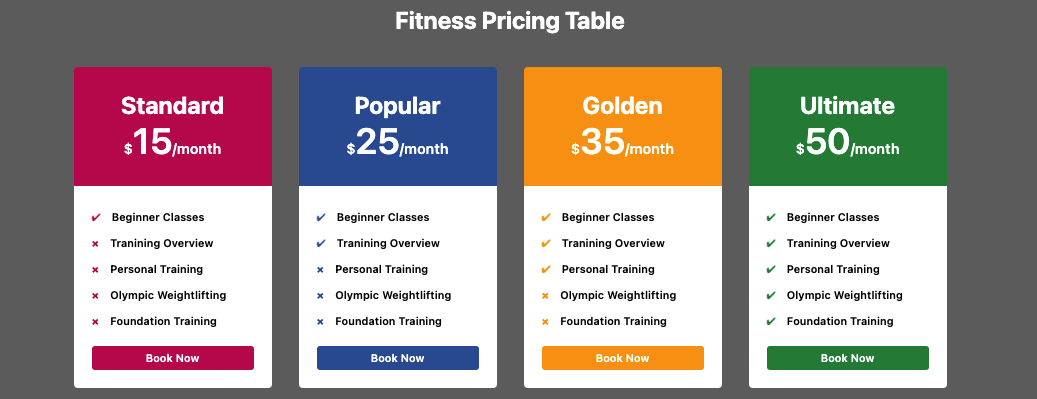 Fitness Pricing Table
Standard
$15/month
✔ Beginner Classes
✖ Tranining Overview
✖ Personal Training
✖ Olympic Weightlifting
✖ Foundation Training
Book Now
Popular
$25/month
✔ Beginner Classes
✔ Tranining Overview
✖ Personal Training
✖ Olympic Weightlifting
✖ Foundation Training
Book Now
Golden
$35/month
✔ Beginner Classes
✔ Tranining Overview
✔ Personal Training
✖ Olympic Weightlifting
✖ Foundation Training
Book Now
Ultimate
$50/month
✔ Beginner Classes
✔ Tranining Overview
✔ Personal Training
✔ Olympic Weightlifting
✔ Foundation Training
Book Now